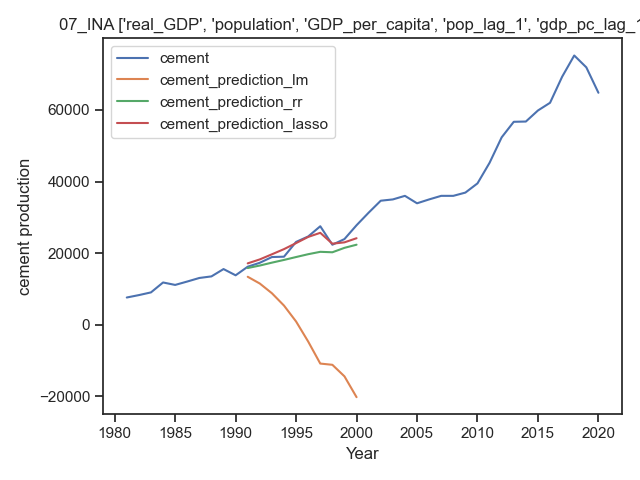 07_INA ['real_GDP', 'population', 'GDP_per_capita', 'pop_lag_1', 'gdp_pc_lag_1
cement
cement_prediction_lm
cement_prediction_rr
cement_prediction_lasso
cement production
60000
40000
20000
0
−20000
1980 1985 1990 1995 2000 2005 2010 2015 2020
Year